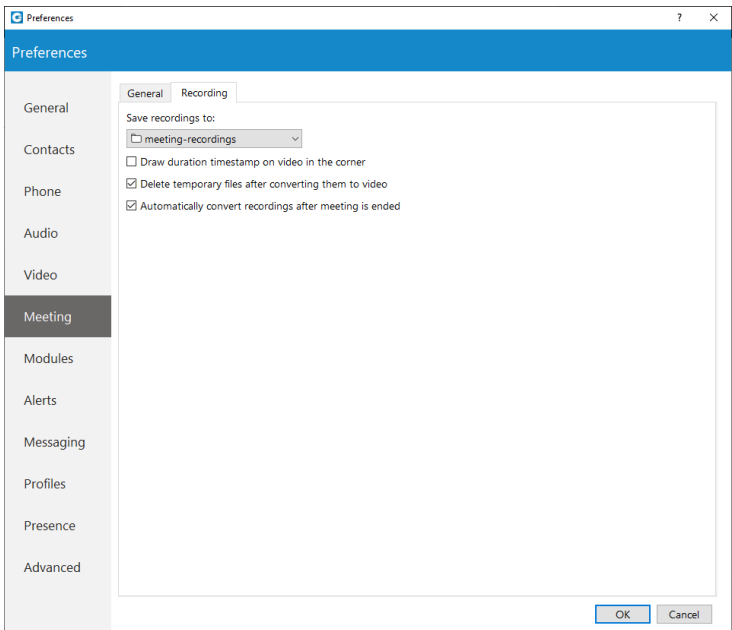 Preferences
?
Preferences
General
Contacts
Phone
Audio
Video
Meeting
Modules
Alerts
Messaging
Profiles
Presence
Advanced
General Recording
Save recordings to:
meeting-recordings
Draw duration timestamp on video in the corner
Delete temporary files after converting them to video
Automatically convert recordings after meeting is ended
OK Cancel